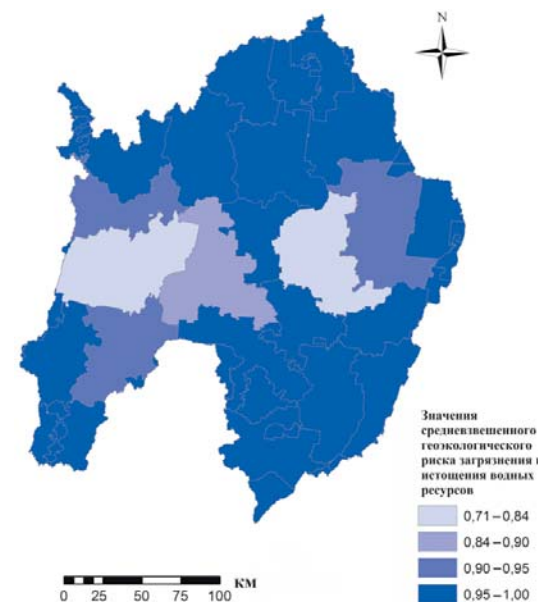 N
Значения
средневзвешенного
геоэкологического
риска загрязнения и
истощения водных
ресурсов
0,71–0,84
0,84–0,90
0,90–0,95
0,95–1,00
КМ
0 25 50 75 100